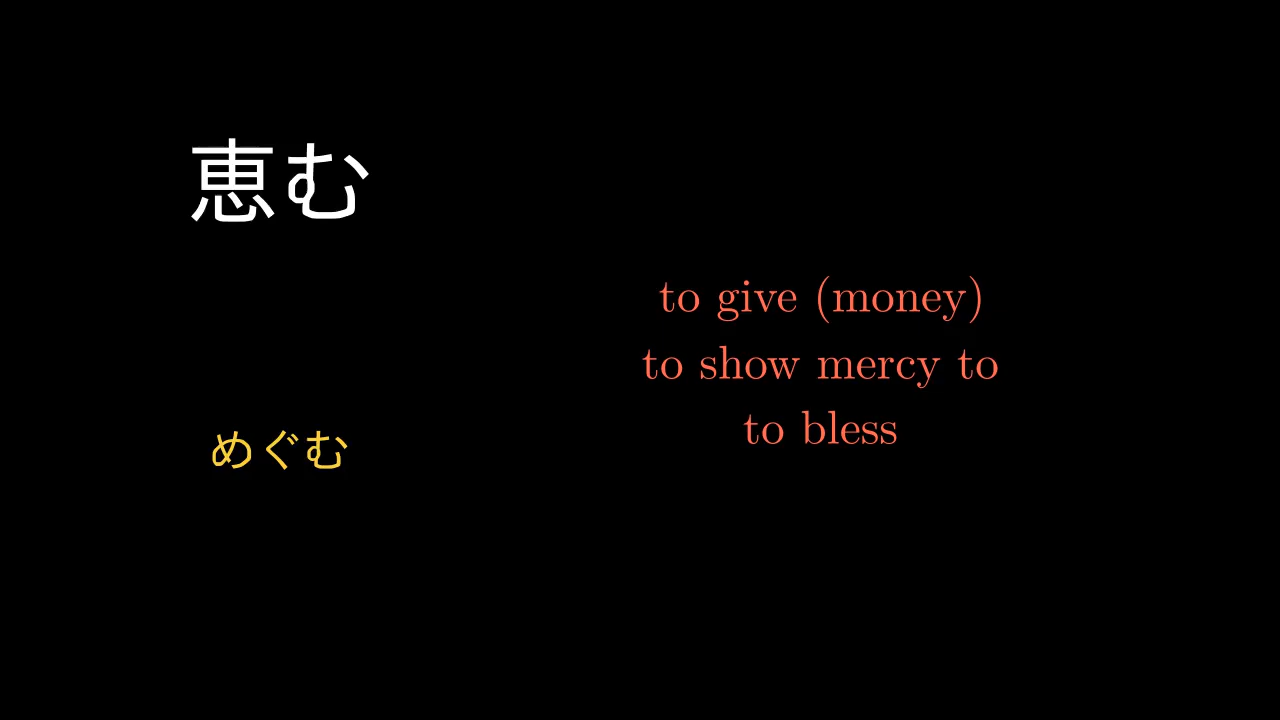 恵む
めぐむ
to give (money)
to show mercy to
to bless